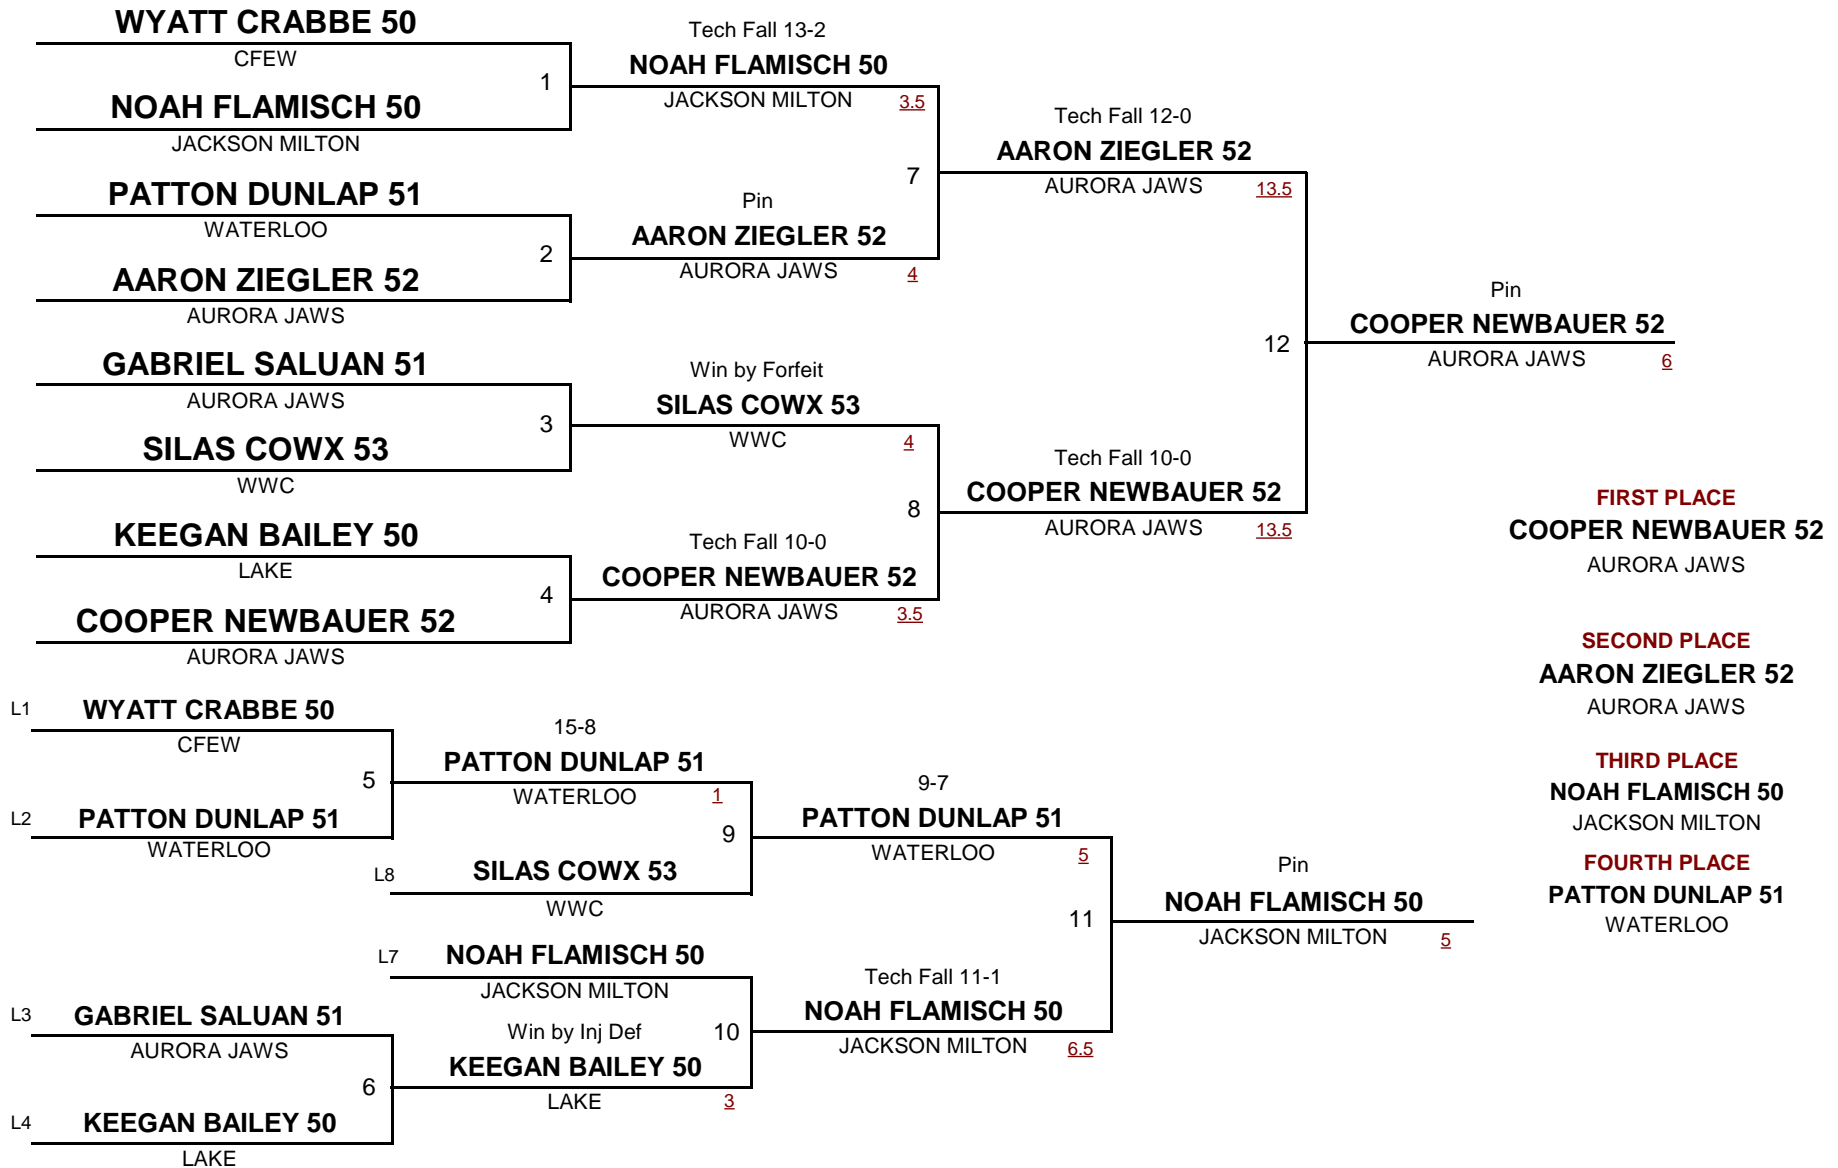 WYATT CRABBE 50
CFEW
1
NOAH FLAMISCH 50
JACKSON MILTON
Tech Fall 13-2
NOAH FLAMISCH 50
JACKSON MILTON 3.5
PATTON DUNLAP 51
WATERLOO
2
AARON ZIEGLER 52
AURORA JAWS
Pin
AARON ZIEGLER 52
AURORA JAWS 4
7
Tech Fall 12-0
AARON ZIEGLER 52
AURORA JAWS 13.5
GABRIEL SALUAN 51
AURORA JAWS
3
SILAS COWX 53
WWC
Win by Forfeit
SILAS COWX 53
WWC 4
KEEGAN BAILEY 50
LAKE
4
COOPER NEWBAUER 52
AURORA JAWS
Tech Fall 10-0
COOPER NEWBAUER 52
AURORA JAWS 3.5
8
Tech Fall 10-0
COOPER NEWBAUER 52
AURORA JAWS 13.5
12
Pin
COOPER NEWBAUER 52
AURORA JAWS 6
FIRST PLACE
COOPER NEWBAUER 52
AURORA JAWS
SECOND PLACE
AARON ZIEGLER 52
AURORA JAWS
THIRD PLACE
NOAH FLAMISCH 50
JACKSON MILTON
FOURTH PLACE
PATTON DUNLAP 51
WATERLOO
L1 WYATT CRABBE 50
CFEW
5
L2 PATTON DUNLAP 51
WATERLOO
15-8
PATTON DUNLAP 51
WATERLOO 1
9
L8 SILAS COWX 53
WWC
9-7
PATTON DUNLAP 51
WATERLOO 5
L7 NOAH FLAMISCH 50
JACKSON MILTON
L3 GABRIEL SALUAN 51
AURORA JAWS
6
L4 KEEGAN BAILEY 50
LAKE
Win by Inj Def
KEEGAN BAILEY 50
LAKE 3
10
Tech Fall 11-1
NOAH FLAMISCH 50
JACKSON MILTON 6.5
11
Pin
NOAH FLAMISCH 50
JACKSON MILTON 5